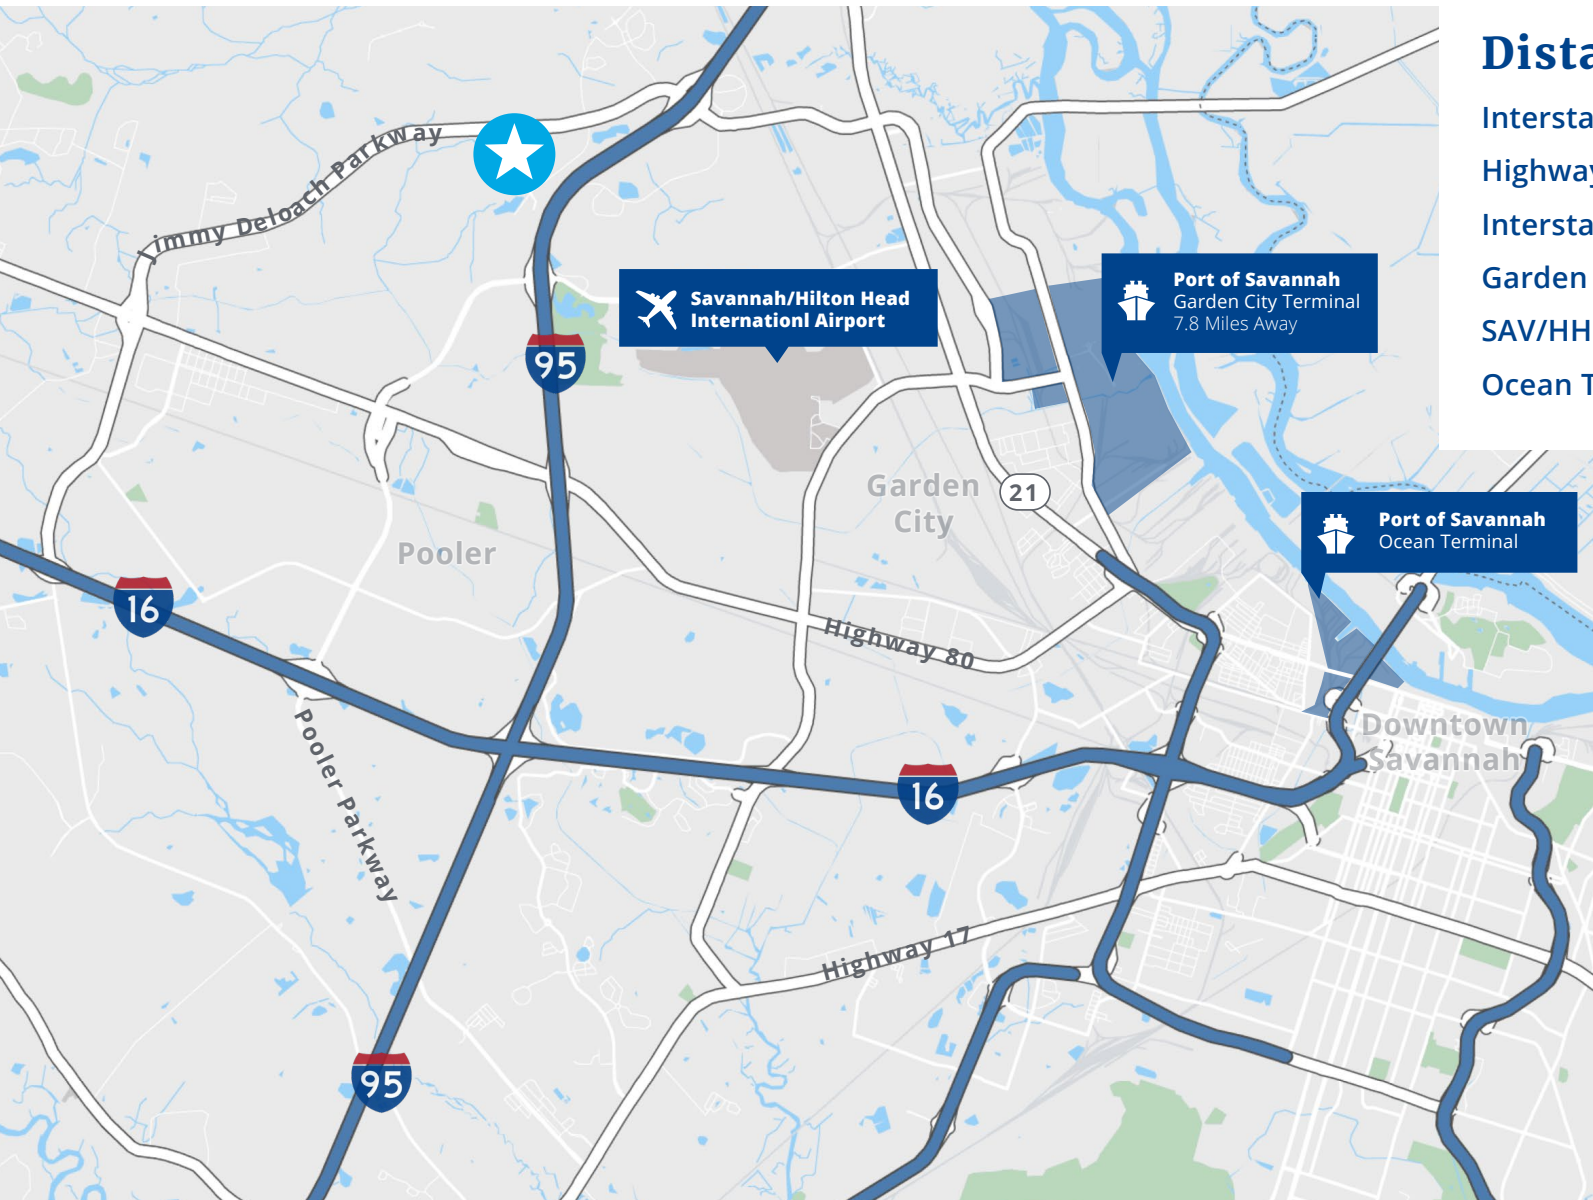 Jimmy Deloach Parkway
95
Savannah/Hilton Head
Internationl Airport
Port of Savannah
Garden City Terminal
7.8 Miles Away
Dista
Intersta
Highway
Intersta
Garden
SAV/HH
Ocean T
Garden
City
21
Pooler
Port of Savannah
Ocean Terminal
16
Highway 80
Pooler Parkway
16
Downtown
Savannah
Highway 17
95